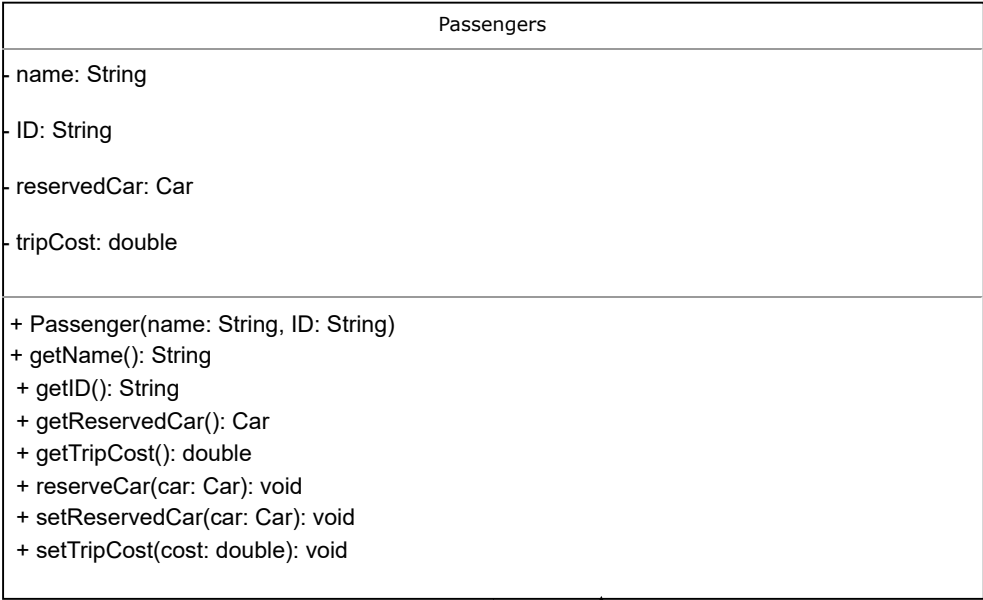 Passengers
- name: String
- ID: String
- reservedCar: Car
- tripCost: double
+ Passenger(name: String, ID: String)
+ getName(): String
+ getID(): String
+ getReservedCar(): Car
+ getTripCost(): double
+ reserveCar(car: Car): void
+ setReservedCar(car: Car): void
+ setTripCost(cost: double): void